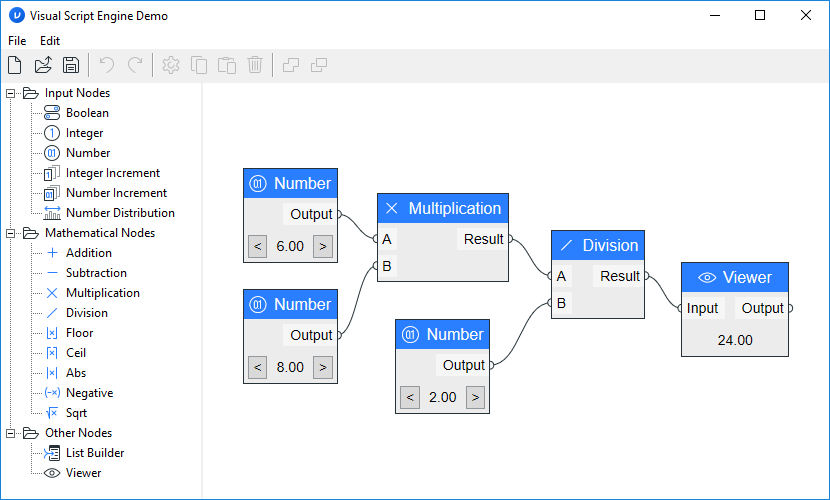 Visual Script Engine Demo
File Edit
Input Nodes
Boolean
Integer
Number
Integer Increment
Number Increment
Number Distribution
Mathematical Nodes
Addition
Subtraction
Multiplication
Division
Floor
Ceil
Abs
Negative
Sqrt
Other Nodes
List Builder
Viewer
Number
Output
< 6.00 >
Number
Output
< 8.00 >
Multiplication
A Result
B
Number
Output
< 2.00 >
Division
A Result
B
Viewer
Input Output
24.00